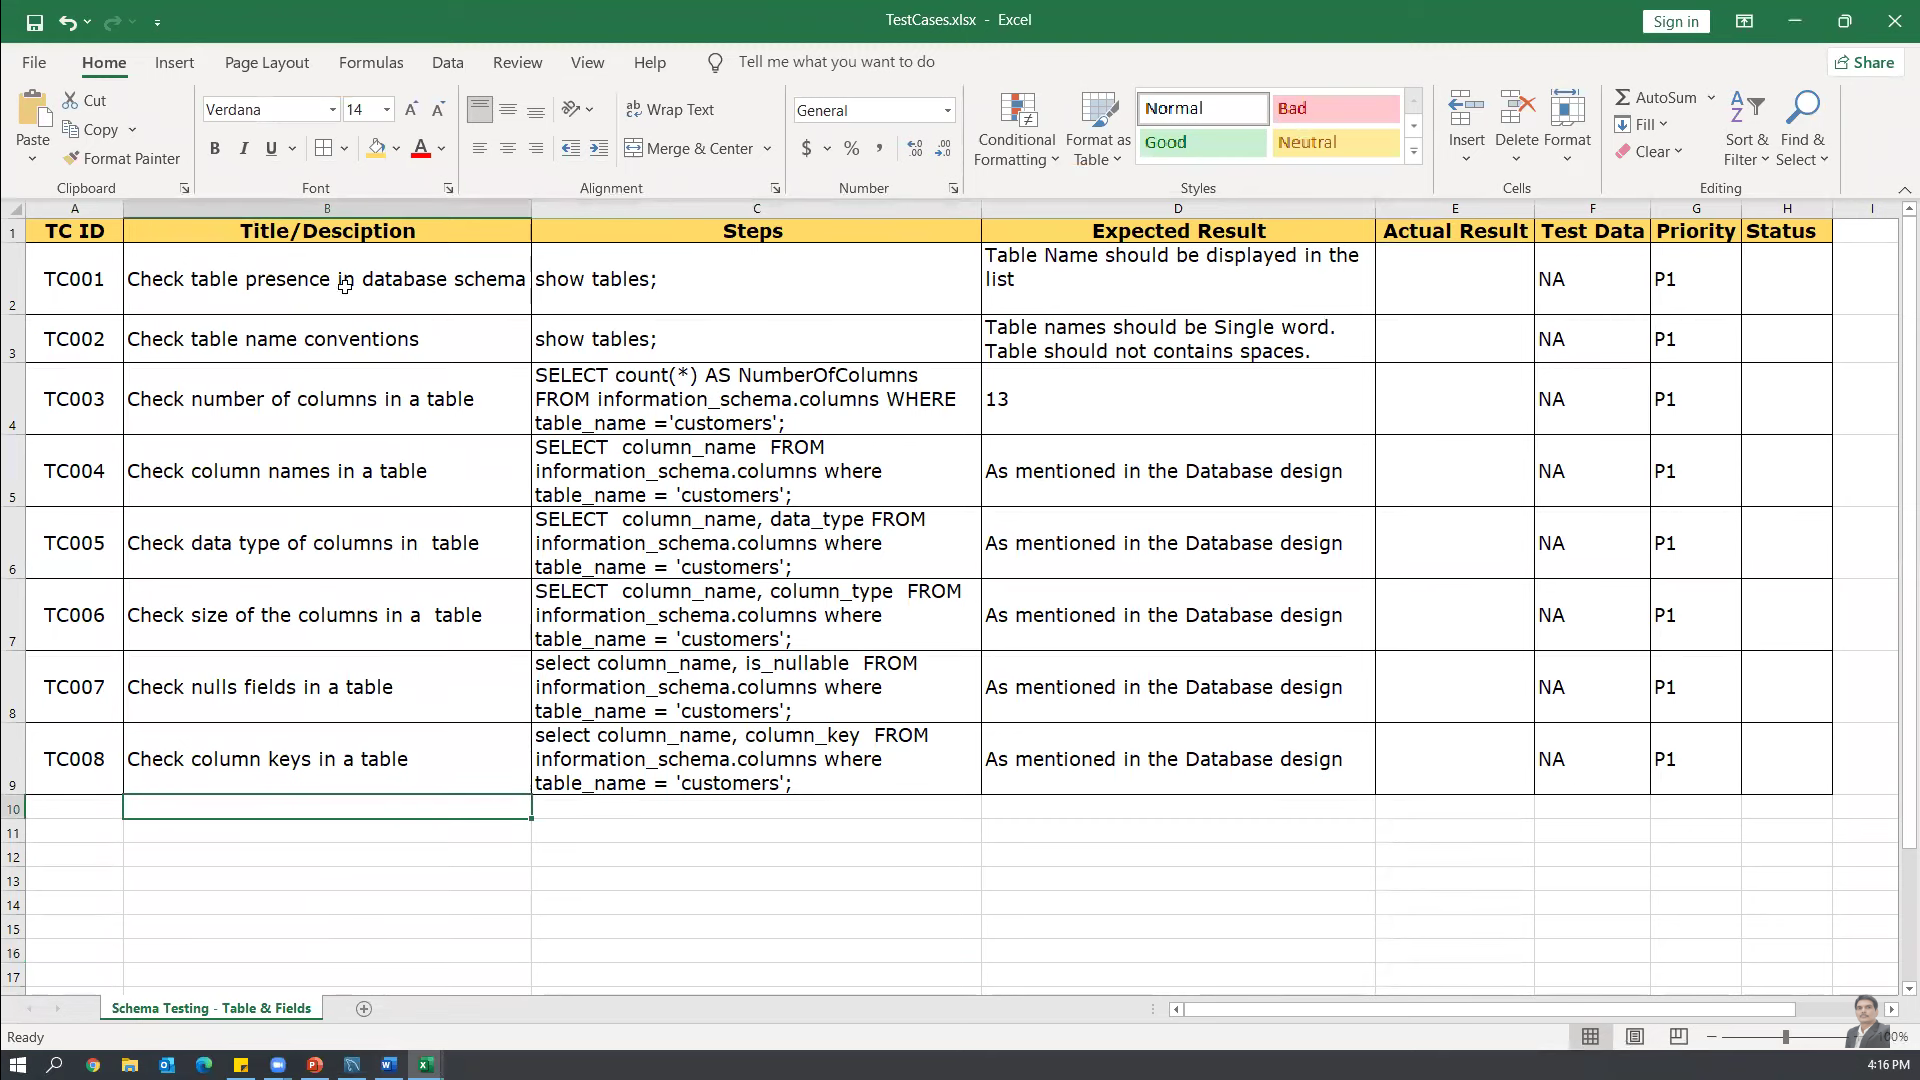 TestCases.xlsx - Excel
Sign in
File Home Insert Page Layout Formulas Data Review View Help Tell me what you want to do
Share
Paste
Cut
Copy
Format Painter
Clipboard
Verdana 14
B I U
Font
Wrap Text
Merge & Center
Alignment
General
$ % ,
Number
Conditional Formatting
Format as Table
Normal Bad
Good Neutral
Styles
Insert Delete Format
Cells
AutoSum
Fill
Clear
Sort & Filter
Find & Select
Editing
A B C D E F G H I
1 TC ID Title/Desciption Steps Expected Result Actual Result Test Data Priority Status
2 TC001 Check table presence in database schema show tables; Table Name should be displayed in the
list NA P1
3 TC002 Check table name conventions show tables; Table names should be Single word.
Table should not contains spaces. NA P1
4 TC003 Check number of columns in a table SELECT count(*) AS NumberOfColumns
FROM information_schema.columns WHERE
table_name ='customers'; 13 NA P1
5 TC004 Check column names in a table SELECT  column_name  FROM
information_schema.columns where
table_name = 'customers'; As mentioned in the Database design NA P1
6 TC005 Check data type of columns in  table SELECT  column_name, data_type FROM
information_schema.columns where
table_name = 'customers'; As mentioned in the Database design NA P1
7 TC006 Check size of the columns in a  table SELECT  column_name, column_type  FROM
information_schema.columns where
table_name = 'customers'; As mentioned in the Database design NA P1
8 TC007 Check nulls fields in a table select column_name, is_nullable  FROM
information_schema.columns where
table_name = 'customers'; As mentioned in the Database design NA P1
9 TC008 Check column keys in a table select column_name, column_key  FROM
information_schema.columns where
table_name = 'customers'; As mentioned in the Database design NA P1
10
11
12
13
14
15
16
17
Schema Testing - Table & Fields
Ready
100%
4:16 PM